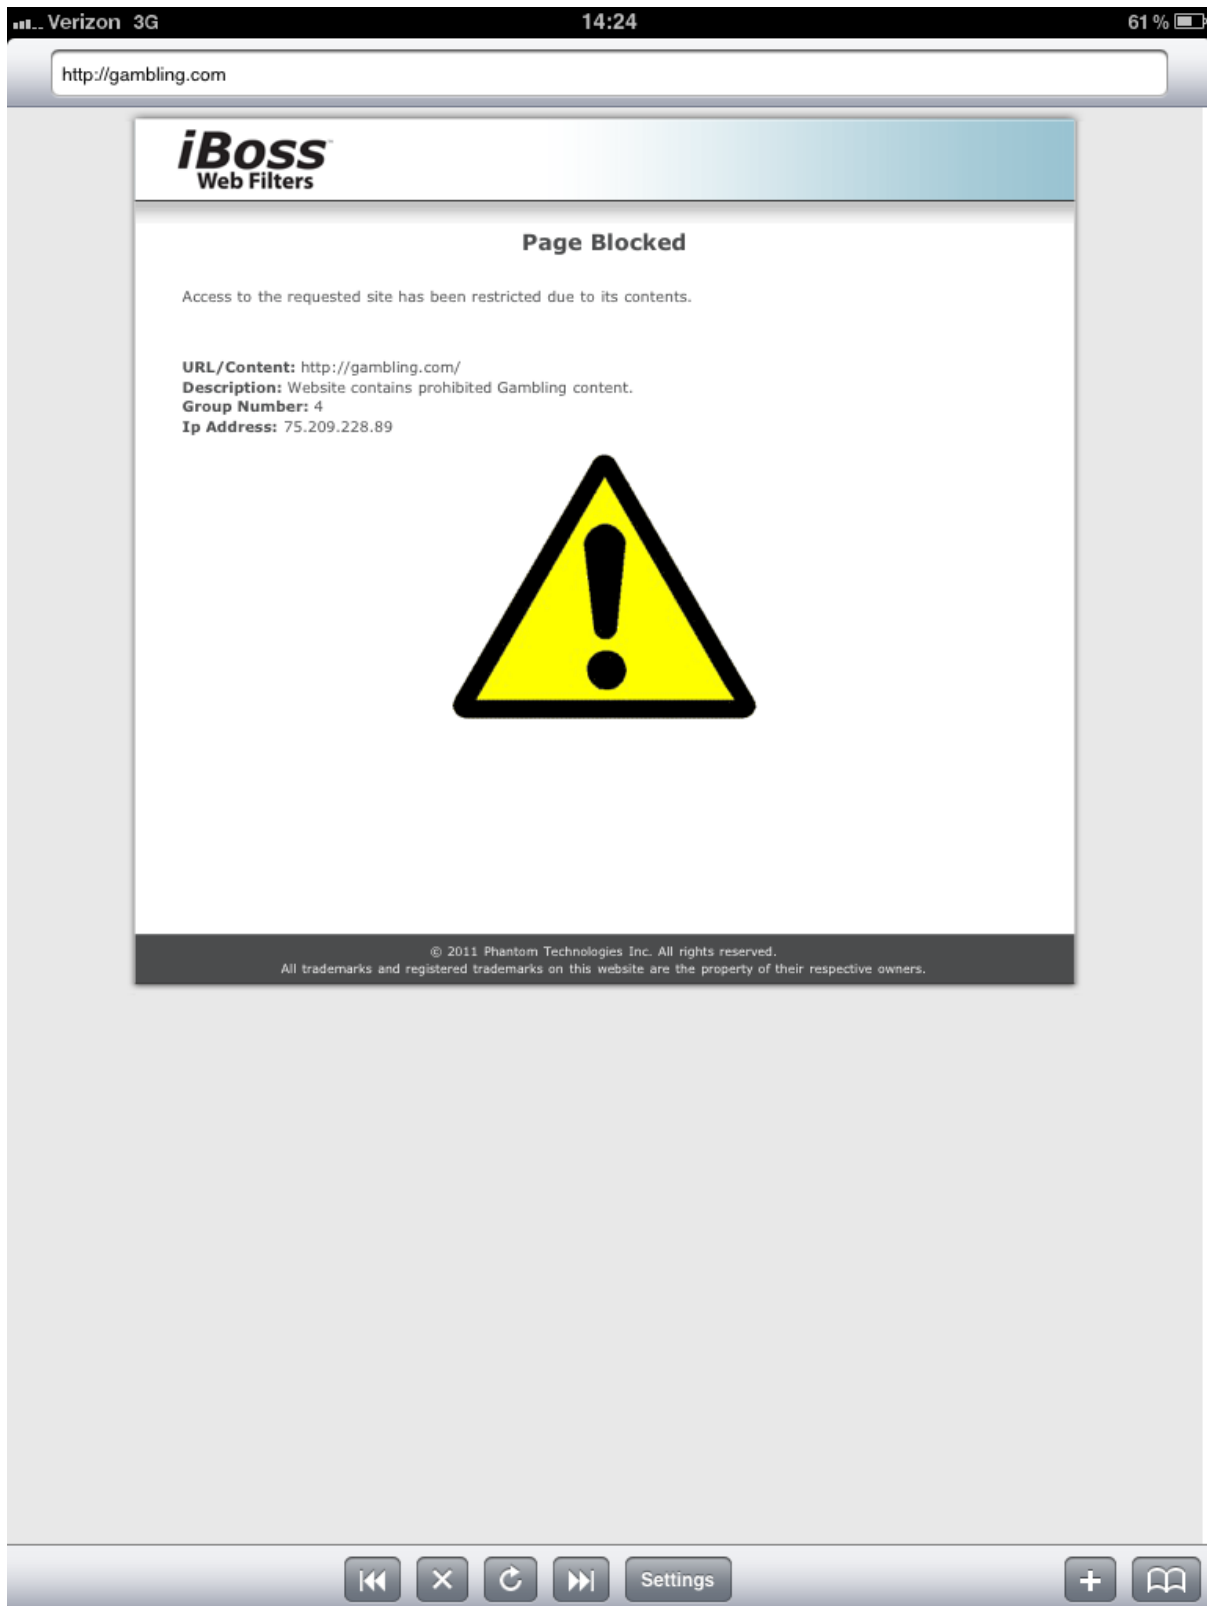 Verizon 3G 14:24 61 %
http://gambling.com
iBoss™
Web Filters
Page Blocked
Access to the requested site has been restricted due to its contents.
URL/Content: http://gambling.com/
Description: Website contains prohibited Gambling content.
Group Number: 4
Ip Address: 75.209.228.89
© 2011 Phantom Technologies Inc. All rights reserved.
All trademarks and registered trademarks on this website are the property of their respective owners.
Settings